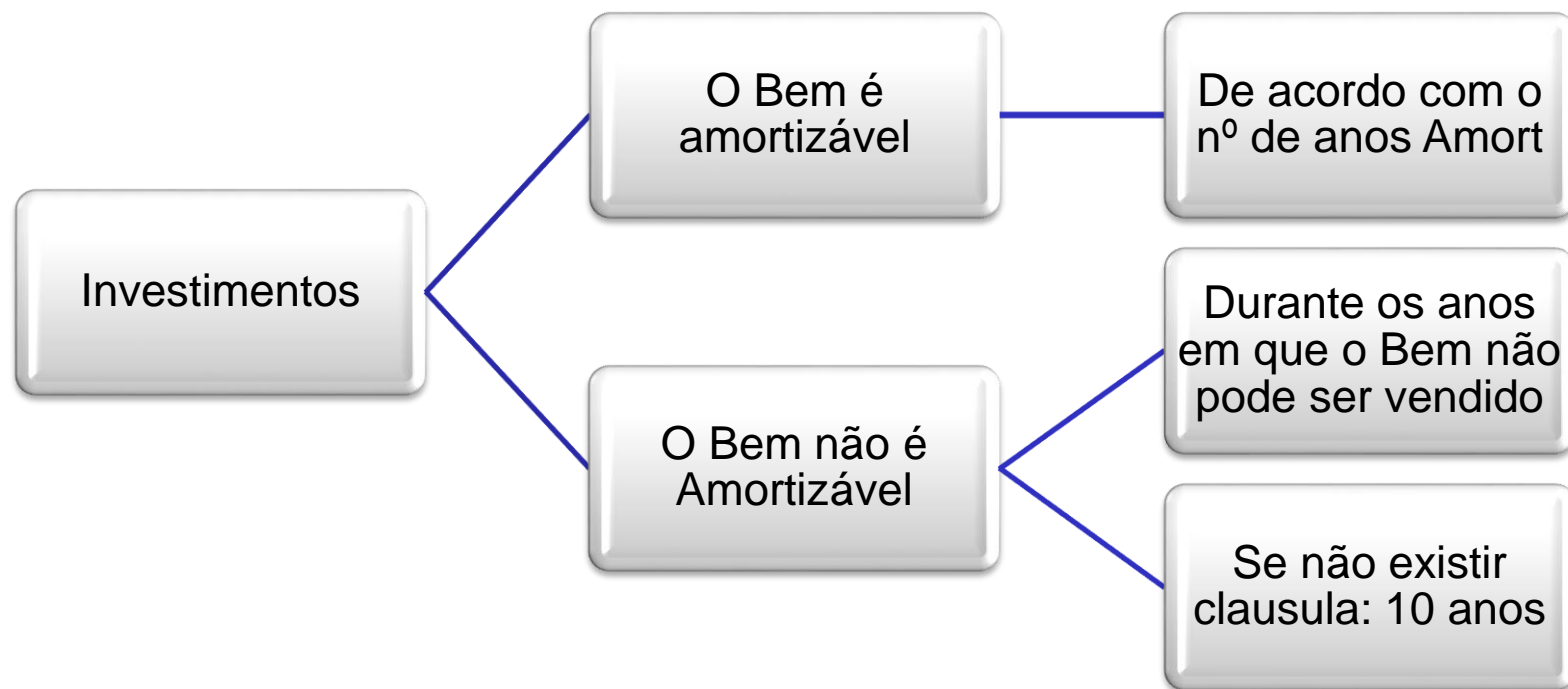 Investimentos
O Bem é
amortizável
De acordo com o
nº de anos Amort
O Bem não é
Amortizável
Durante os anos
em que o Bem não
pode ser vendido
Se não existir
clausula: 10 anos